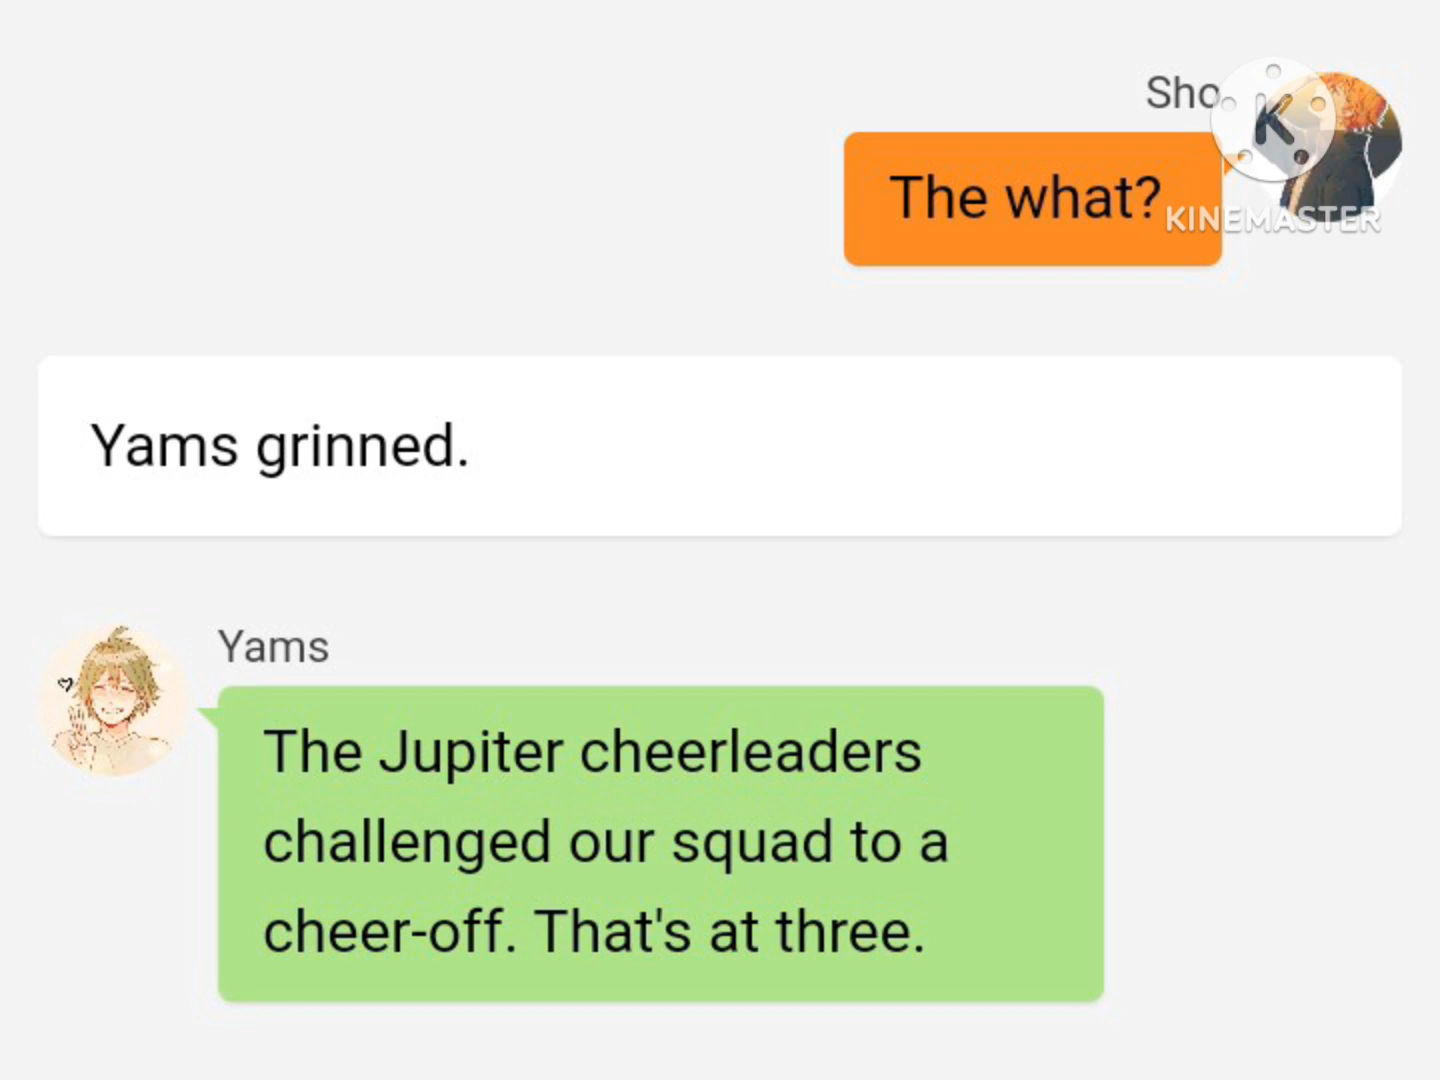 Sho
The what?
K
KINEMASTER
Yams grinned.
Yams
The Jupiter cheerleaders
challenged our squad to a
cheer-off. That's at three.